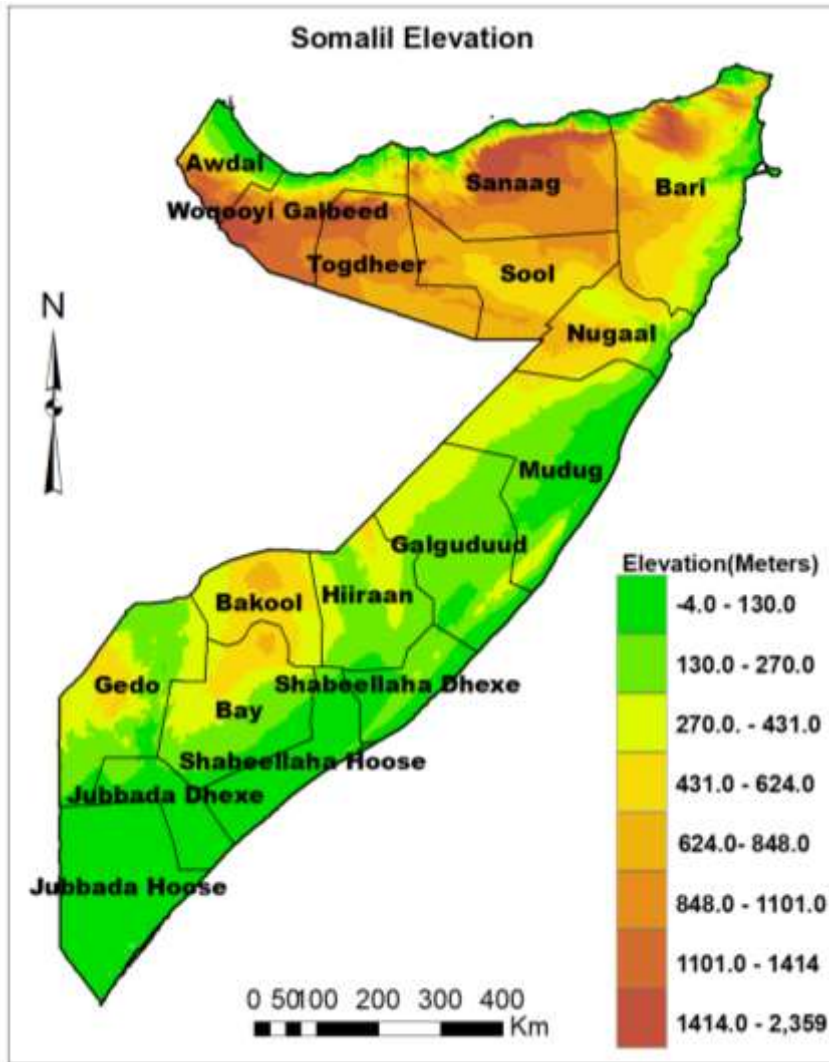 Somalil Elevation
Awdal
Sanaag
Bari
Woqooyi Galbeed
Togdheer
Sool
N
Nugaal
Mudug
Galguduud
Elevation(Meters)
-4.0 - 130.0
Bakool
Hiiraan
130.0 - 270.0
Gedo
Shabeellaha Dhexe
Bay
270.0. - 431.0
Shabeellaha Hoose
431.0 - 624.0
Jubbada Dhexe
624.0- 848.0
Jubbada Hoose
848.0 - 1101.0
1101.0 - 1414
1414.0 - 2,359
0 50100 200 300 400
Km